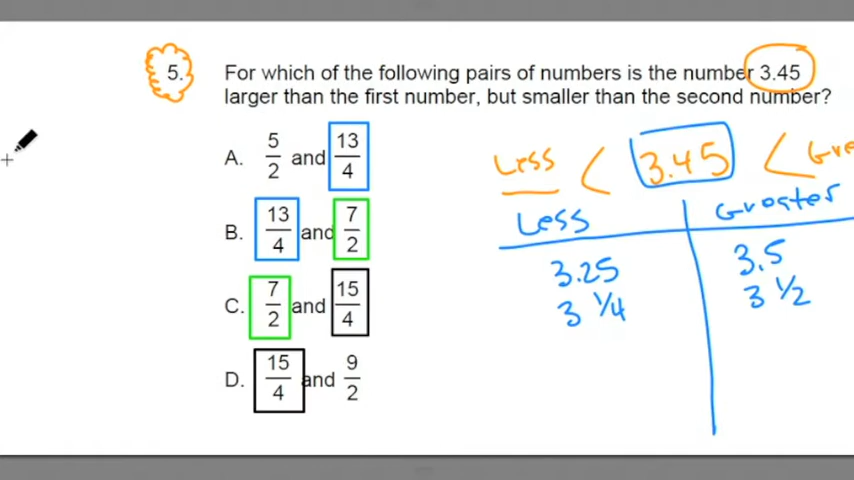 5. For which of the following pairs of numbers is the number 3.45
larger than the first number, but smaller than the second number?
A. 5/2 and 13/4
Less < 3.45 <
B. 13/4 and 7/2
Less Greater
3.25 3.5
3 1/4 3 1/2
C. 7/2 and 15/4
D. 15/4 and 9/2